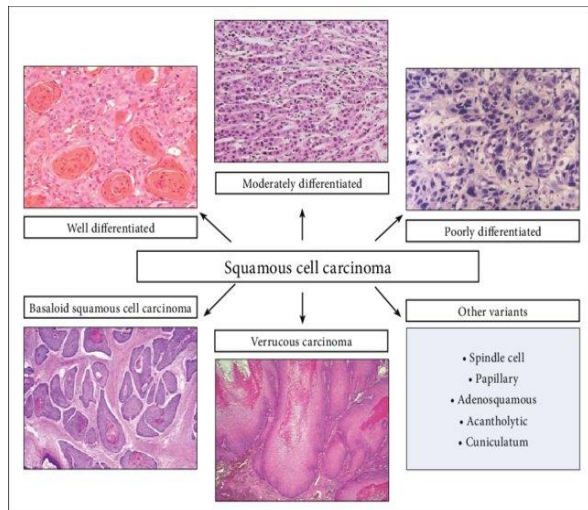 Moderately differentiated
Well differentiated
Poorly differentiated
Squamous cell carcinoma
Basaloid squamous cell carcinoma
Verrucous carcinoma
Other variants
• Spindle cell
• Papillary
• Adenosquamous
• Acantholytic
• Cuniculatum